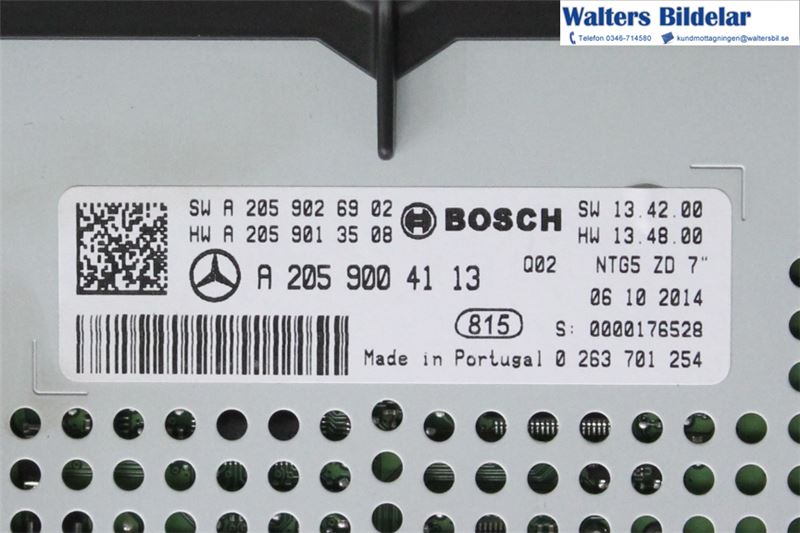 Walters Bildelar
Telefon 0346-714580 kundmottagningen@waltersbil.se
SW A 205 902 69 02
HW A 205 901 35 08
BOSCH
SW 13.42.00
HW 13.48.00
A 205 900 41 13
Q02 NTG5 ZD 7"
06 10 2014
815
S: 0000176528
Made in Portugal 0 263 701 254